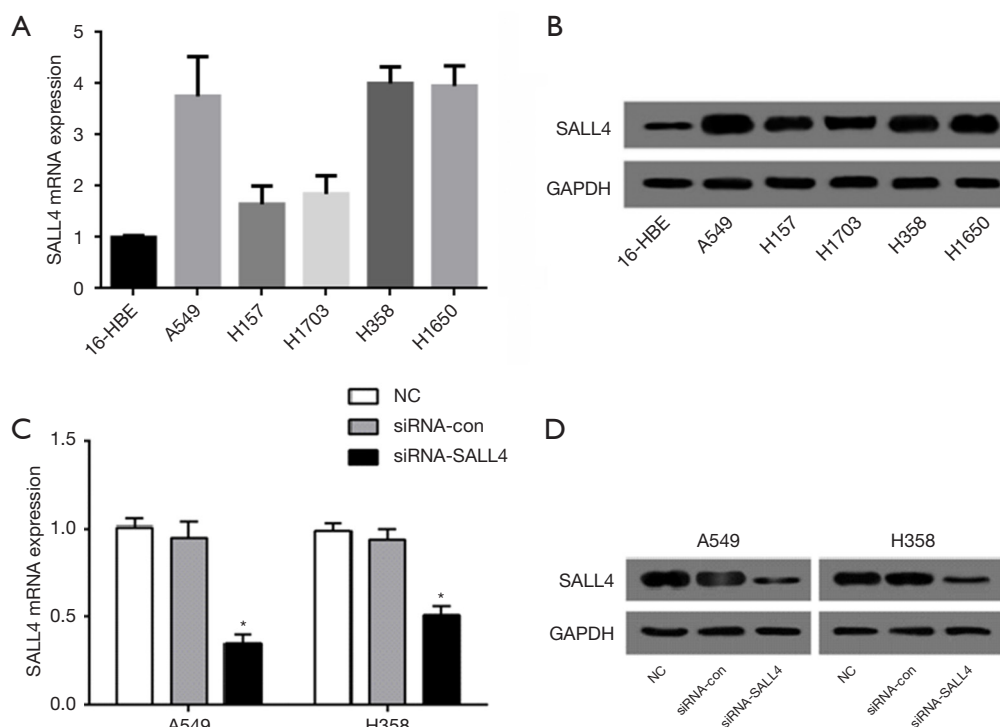 A
SALL4 mRNA expression
5
4
3
2
1
0
16-HBE
A549
H157
H1703
H358
H1650
B
SALL4
GAPDH
16-HBE
A549
H157
H1703
H358
H1650
C
NC
siRNA-con
siRNA-SALL4
SALL4 mRNA expression
1.5
1.0
0.5
0.0
*
*
A549
H358
D
A549
H358
SALL4
GAPDH
NC
siRNA-con
siRNA-SALL4
NC
siRNA-con
siRNA-SALL4